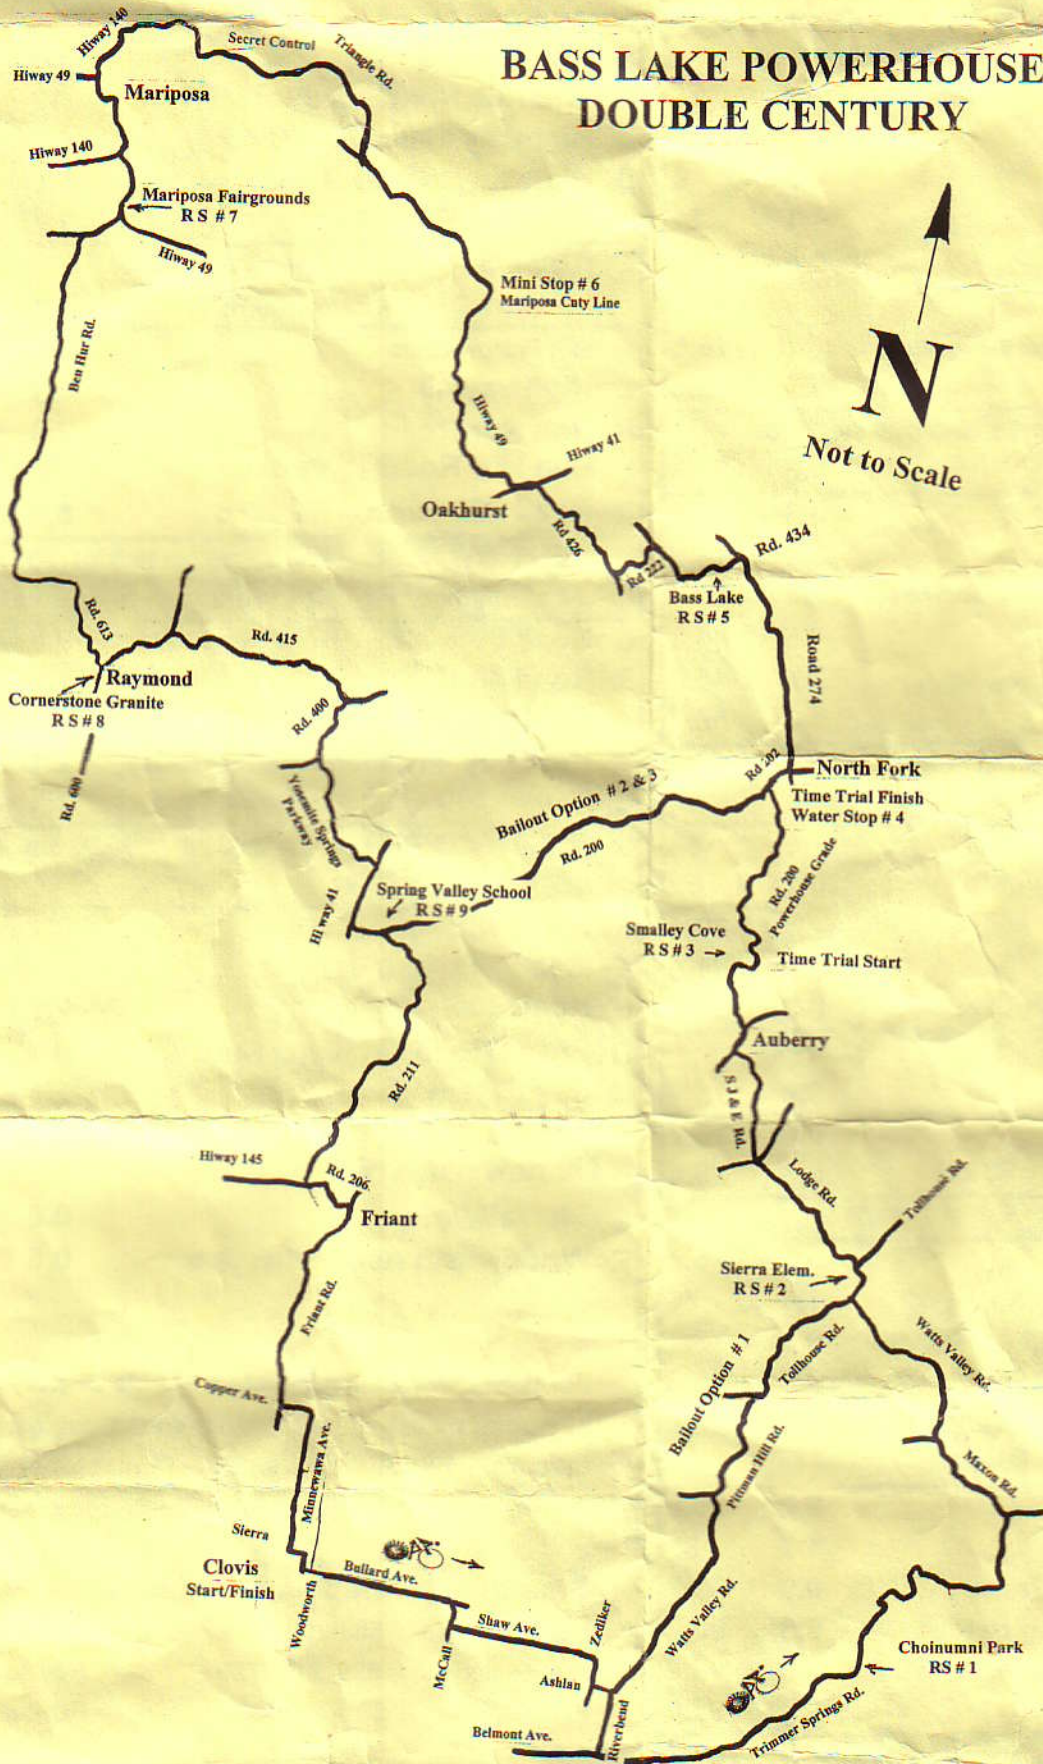 BASS LAKE POWERHOUSE
DOUBLE CENTURY
Hiway 140
Secret Control
Triangle Rd.
Hiway 49
Mariposa
Hiway 140
Mariposa Fairgrounds
RS #7
Hiway 49
Mini Stop # 6
Mariposa Cnty Line
Ben Hur Rd.
N
Not to Scale
Hiway 49
Hiway 41
Oakhurst
Rd 426
Rd 222
Rd. 434
Bass Lake
RS#5
Rd. 613
Rd. 415
Road 274
Raymond
Cornerstone Granite
RS#8
Rd. 400
Rd. 600
Yosemite Springs
Parkway
Bailout Option # 2 & 3
Rd 202
North Fork
Time Trial Finish
Water Stop # 4
Rd. 200
Rd. 200
Powerhouse Grade
Spring Valley School
RS#9
Hi way 41
Smalley Cove
RS#3
Time Trial Start
Auberry
Rd. 211
S J & E Rd.
Hiway 145
Rd. 206
Lodge Rd.
Tollhouse Rd.
Friant
Sierra Elem.
RS#2
Friant Rd.
Bailout Option # 1
Tollhouse Rd.
Watts Valley Rd.
Copper Ave.
Minnewawa Ave.
Pittman Hill Rd.
Maxon Rd.
Sierra
Clovis
Start/Finish
Bullard Ave.
Woodworth
Shaw Ave.
McCall
Zediker
Watts Valley Rd.
Ashlan
Choinumni Park
RS # 1
Belmont Ave.
Riverbend
Trimmer Springs Rd.